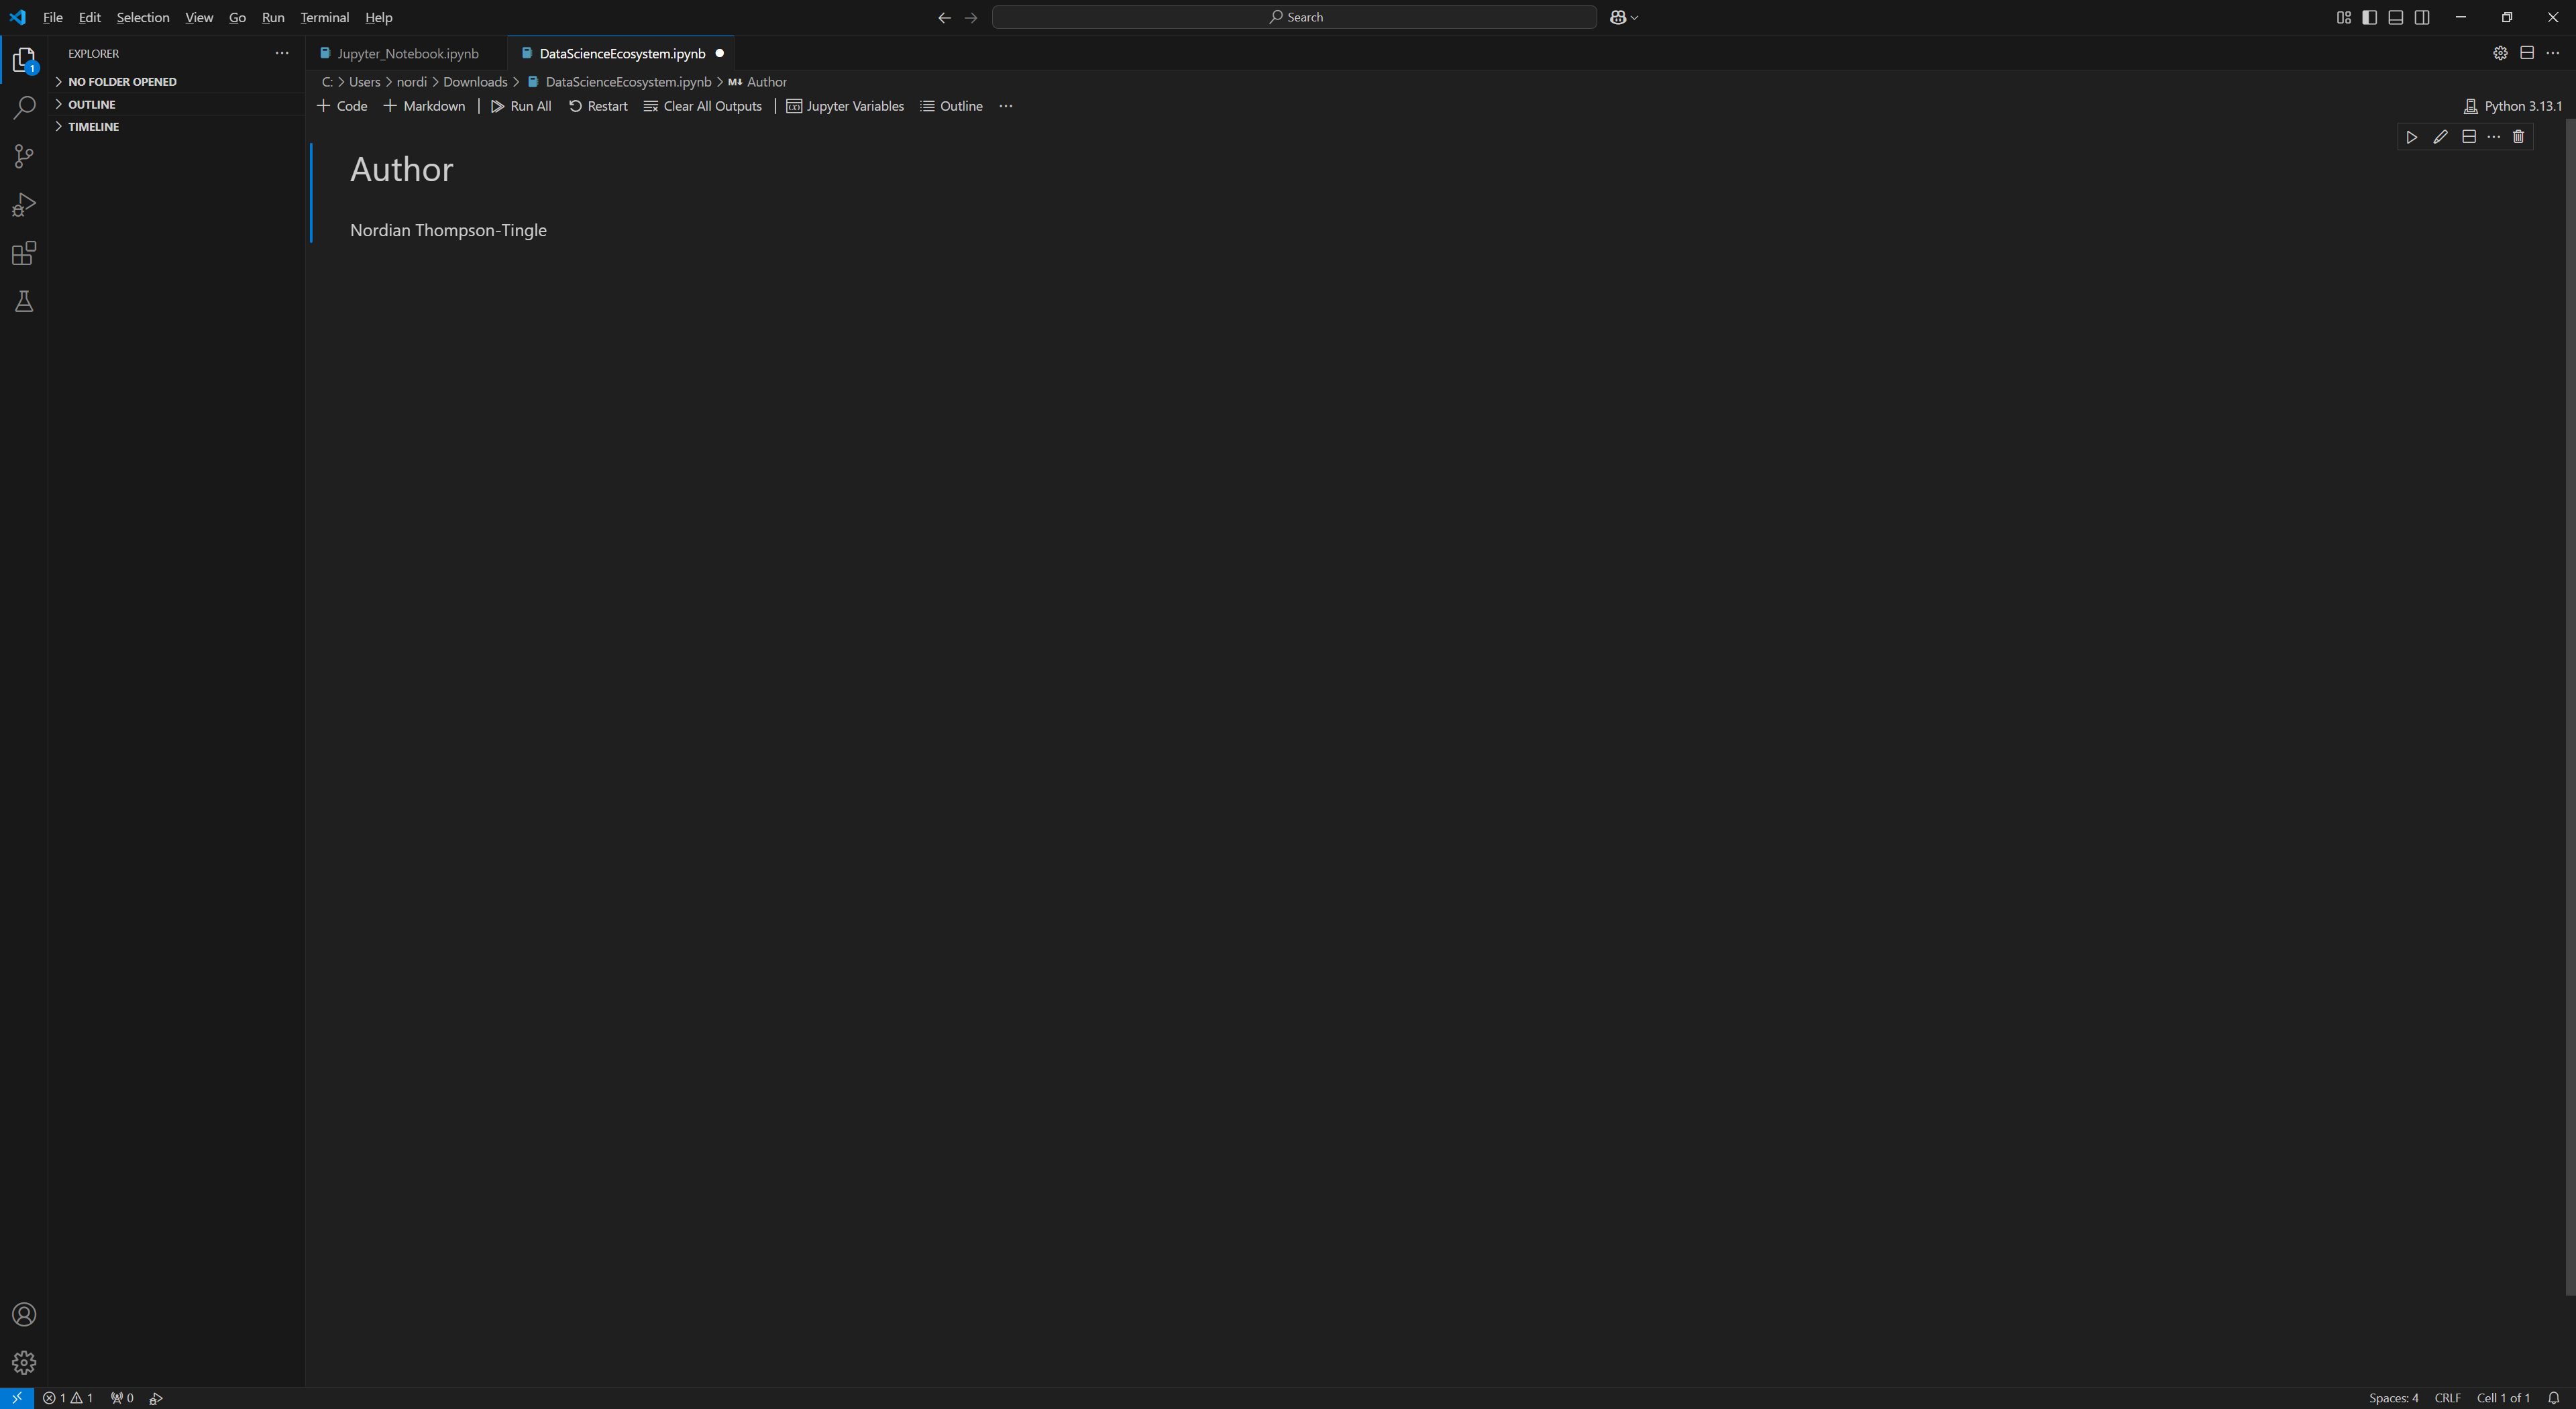 File Edit Selection View Go Run Terminal Help
Search
EXPLORER
1
NO FOLDER OPENED
OUTLINE
TIMELINE
Jupyter_Notebook.ipynb
DataScienceEcosystem.ipynb
C: > Users > nordi > Downloads > DataScienceEcosystem.ipynb > M↓ Author
+ Code + Markdown | Run All Restart Clear All Outputs | Jupyter Variables Outline ...
Python 3.13.1
Author
Nordian Thompson-Tingle
1 1 0
Spaces: 4 CRLF Cell 1 of 1